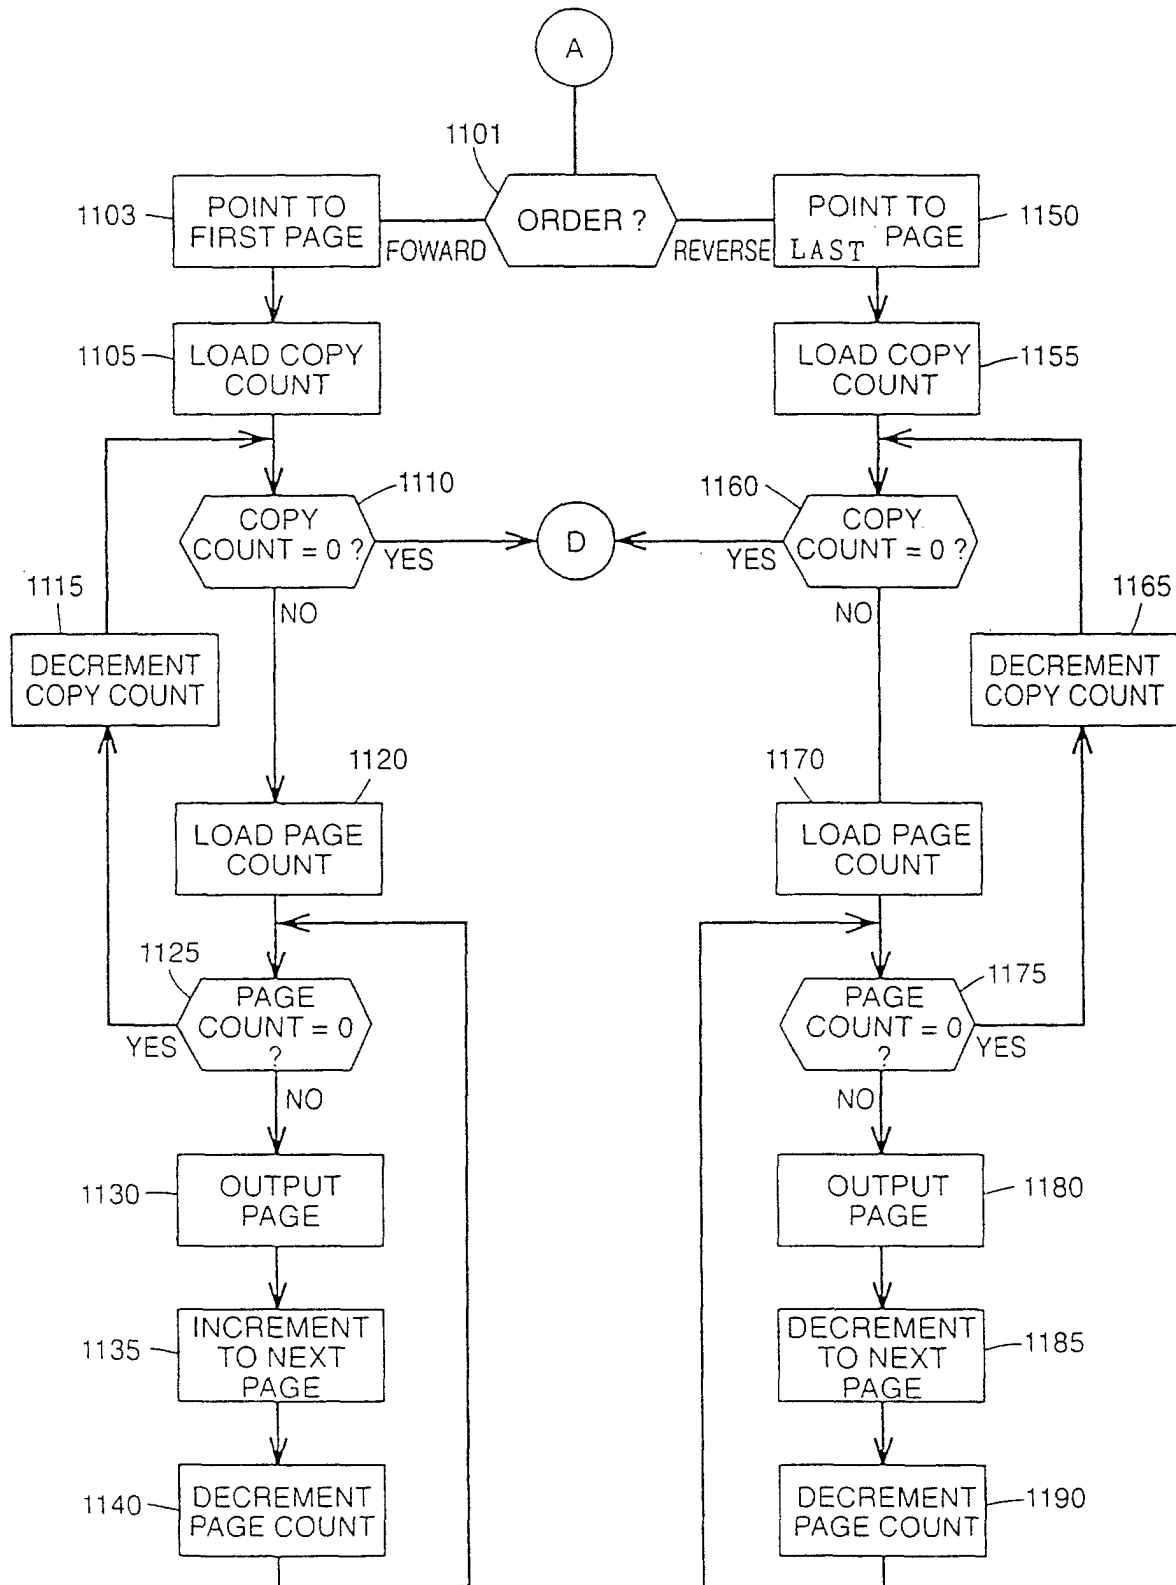 A
1101
1103
POINT TO
FIRST PAGE
FOWARD
ORDER ?
REVERSE
POINT TO
PAGE
LAST
1150
1105
LOAD COPY
COUNT
LOAD COPY
COUNT
1155
1110
COPY
COUNT = 0 ?
YES
NO
D
1160
COPY
COUNT = 0 ?
YES
NO
1115
DECREMENT
COPY COUNT
1165
DECREMENT
COPY COUNT
1120
LOAD PAGE
COUNT
1170
LOAD PAGE
COUNT
1125
PAGE
COUNT = 0
?
YES
NO
1175
PAGE
COUNT = 0
?
YES
NO
1130
OUTPUT
PAGE
OUTPUT
PAGE
1180
1135
INCREMENT
TO NEXT
PAGE
DECREMENT
TO NEXT
PAGE
1185
1140
DECREMENT
PAGE COUNT
DECREMENT
PAGE COUNT
1190